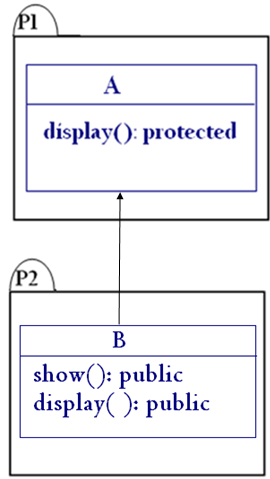 P1
A
display(): protected
P2
B
show(): public
display( ): public